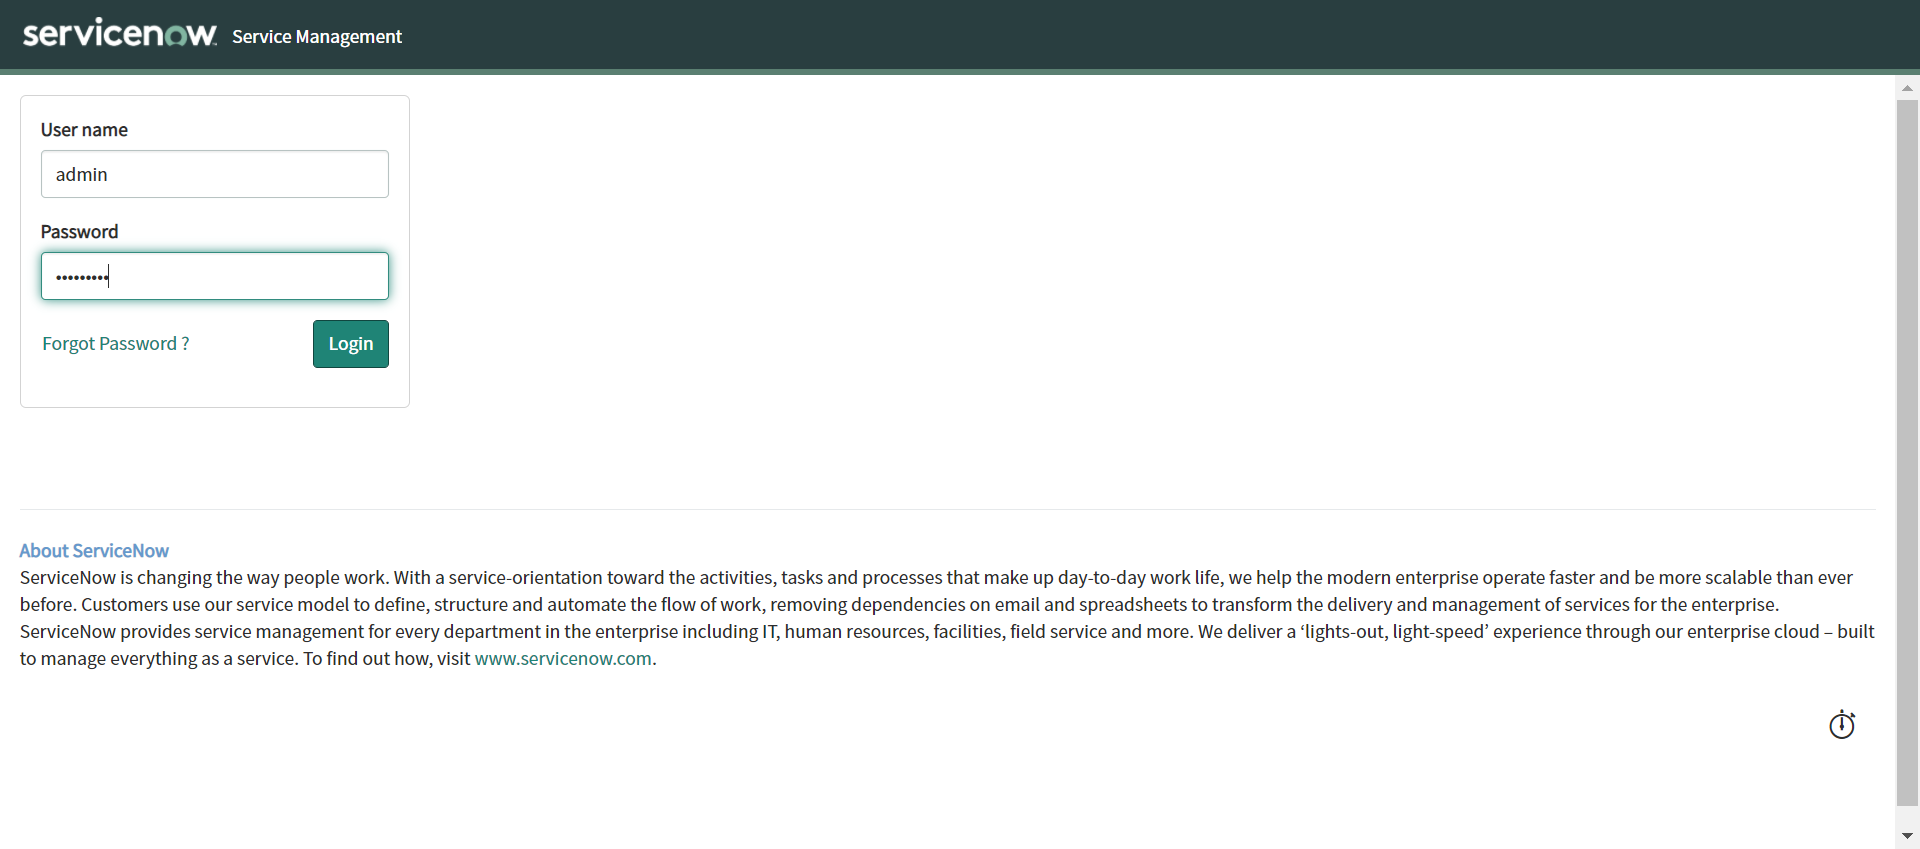 servicenow Service Management
User name
admin
Password
•••••••••
Forgot Password ?
Login
About ServiceNow
ServiceNow is changing the way people work. With a service-orientation toward the activities, tasks and processes that make up day-to-day work life, we help the modern enterprise operate faster and be more scalable than ever
before. Customers use our service model to define, structure and automate the flow of work, removing dependencies on email and spreadsheets to transform the delivery and management of services for the enterprise.
ServiceNow provides service management for every department in the enterprise including IT, human resources, facilities, field service and more. We deliver a ‘lights-out, light-speed’ experience through our enterprise cloud – built
to manage everything as a service. To find out how, visit www.servicenow.com.